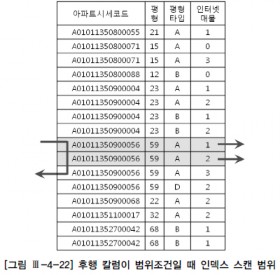 아파트시세코드 평형 평형타입 인터넷매물
A01011350800055 21 A 1
A01011350800071 15 A 0
A01011350800071 15 A 3
A01011350800088 12 B 0
A01011350900004 23 A 1
A01011350900004 23 A 2
A01011350900004 23 B 1
A01011350900004 23 B 2
A01011350900056 59 A 1
A01011350900056 59 A 2
A01011350900056 59 A 3
A01011350900056 59 D 2
A01011350900068 22 A 2
A01011351100017 32 A 2
A01011352700042 68 B 1
A01011352700042 68 B 1
[그림 Ⅲ-4-22] 후행 칼럼이 범위조건일 때 인덱스 스캔 범위